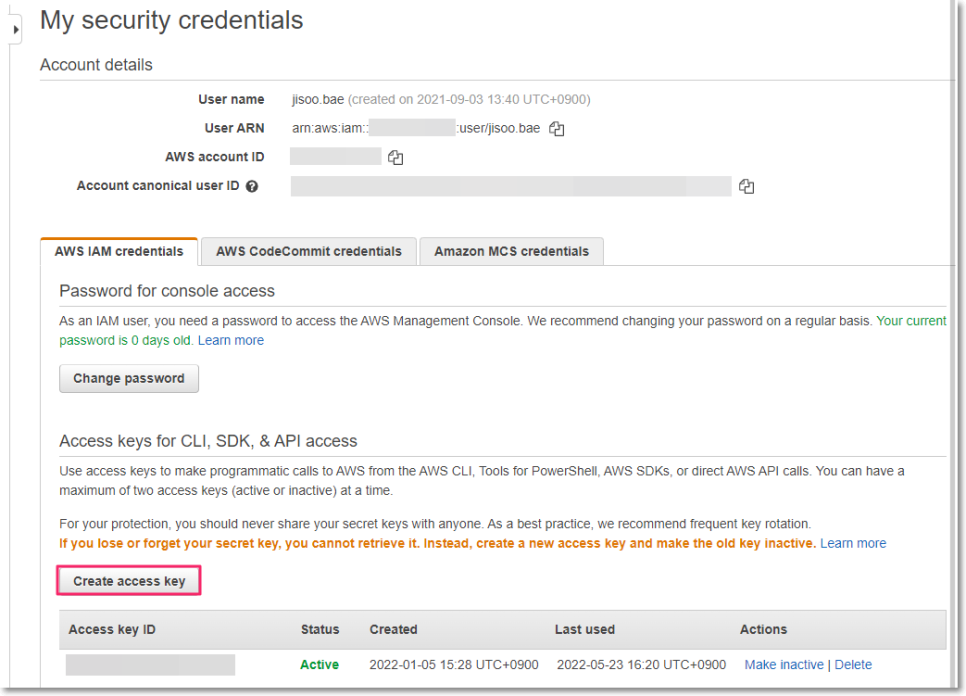 My security credentials
Account details
User name jisoo.bae (created on 2021-09-03 13:40 UTC+0900)
User ARN arn:aws:iam:: :user/jisoo.bae
AWS account ID
Account canonical user ID ?
AWS IAM credentials AWS CodeCommit credentials Amazon MCS credentials
Password for console access
As an IAM user, you need a password to access the AWS Management Console. We recommend changing your password on a regular basis. Your current
password is 0 days old. Learn more
Change password
Access keys for CLI, SDK, & API access
Use access keys to make programmatic calls to AWS from the AWS CLI, Tools for PowerShell, AWS SDKs, or direct AWS API calls. You can have a
maximum of two access keys (active or inactive) at a time.
For your protection, you should never share your secret keys with anyone. As a best practice, we recommend frequent key rotation.
If you lose or forget your secret key, you cannot retrieve it. Instead, create a new access key and make the old key inactive. Learn more
Create access key
Access key ID Status Created Last used Actions
Active 2022-01-05 15:28 UTC+0900 2022-05-23 16:20 UTC+0900 Make inactive | Delete